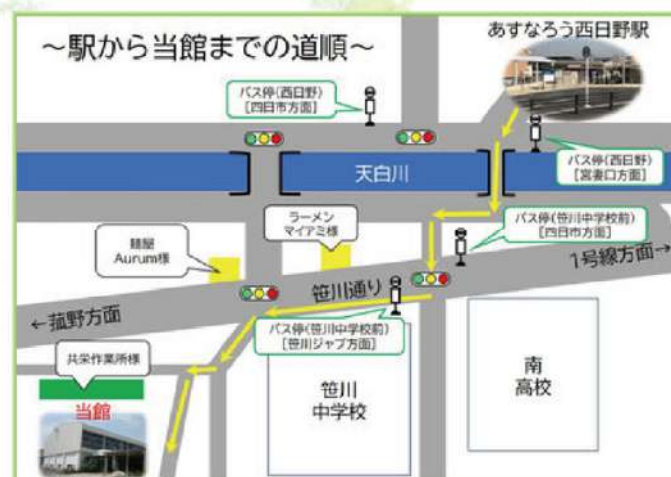 ～駅から当館までの道順～
あすなろう西日野駅
バス停(西日野)
[四日市方面]
バス停(西日野)
[宮妻口方面]
天白川
バス停(笹川中学校前)
[四日市方面]
ラーメン
マイアミ様
麺屋
Aurum様
1号線方面→
笹川通り
←菰野方面
バス停(笹川中学校前)
[笹川ジャブ方面]
共栄作業所様
当館
笹川
中学校
南
高校